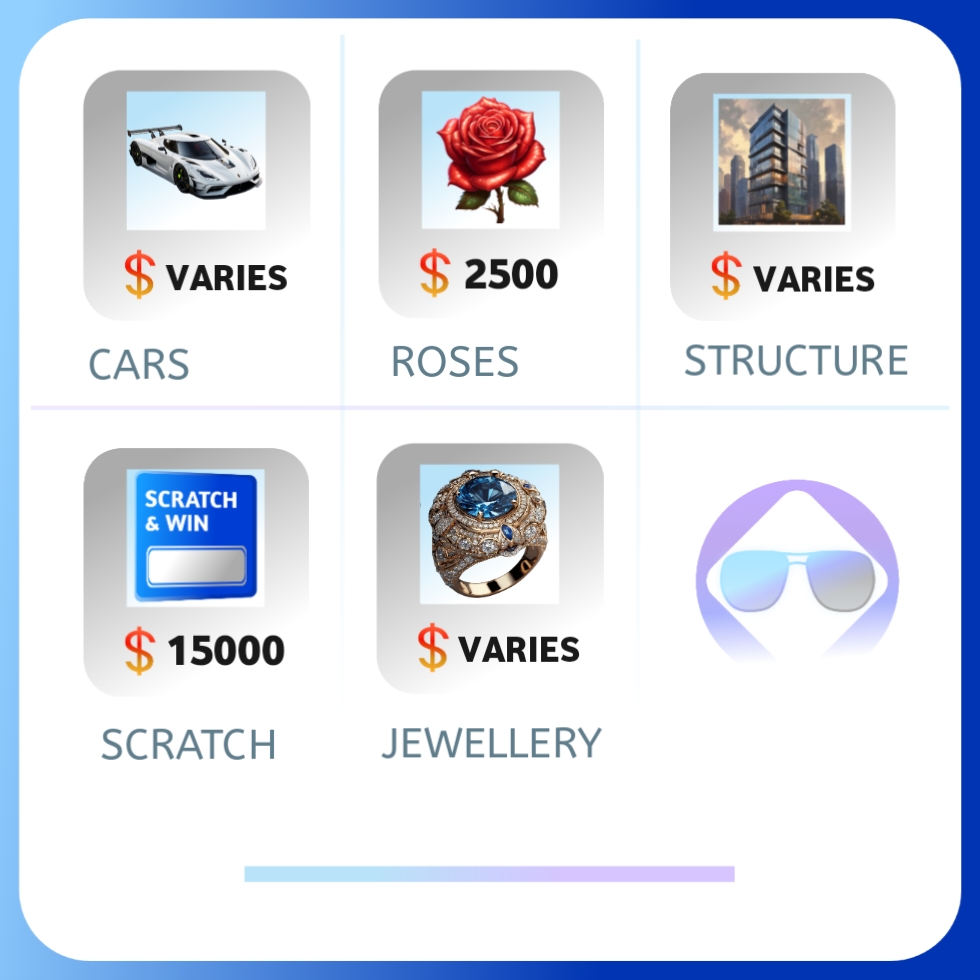 $ VARIES
CARS
$ 2500
ROSES
$ VARIES
STRUCTURE
SCRATCH
& WIN
$ 15000
SCRATCH
$ VARIES
JEWELLERY